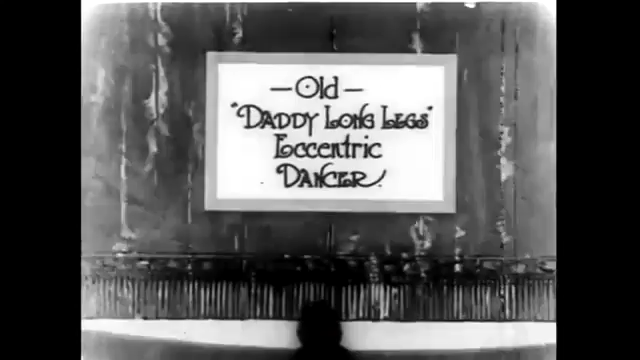 —Old—
"Daddy Long Legs"
Eccentric
Dancer!